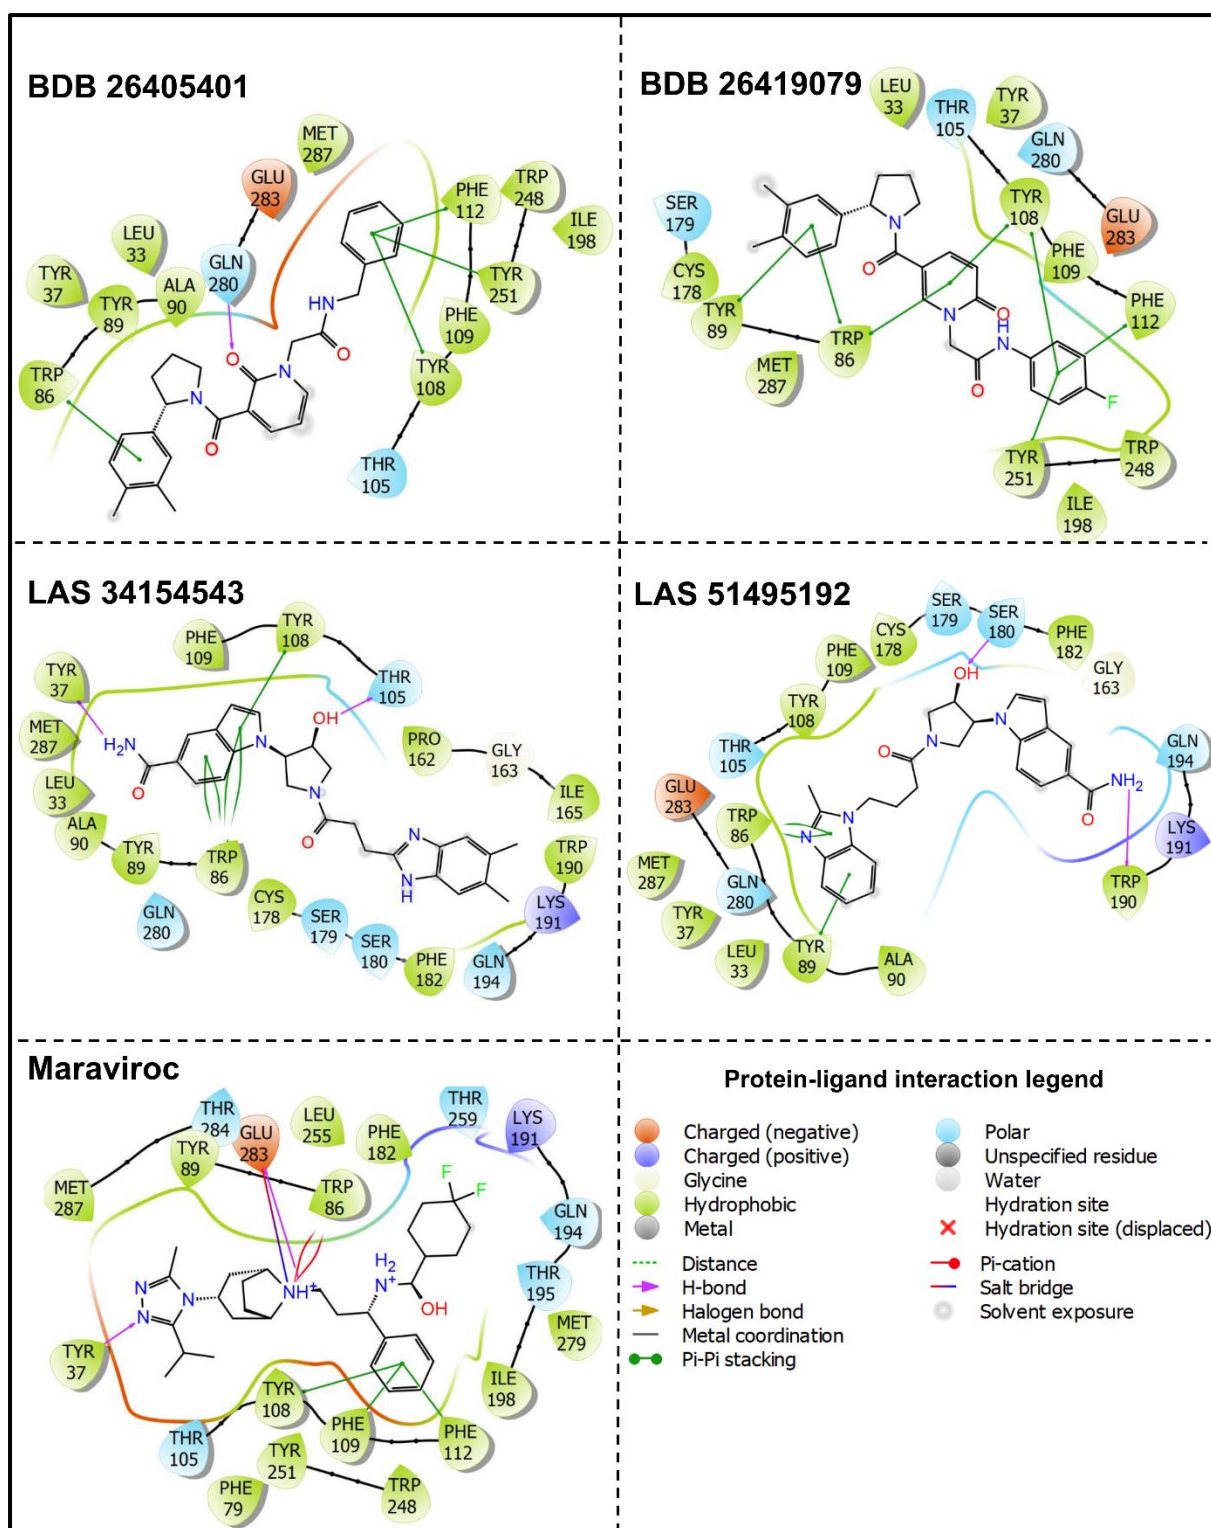 BDB 26405401
MET
287
GLU
283
PHE
112
TRP
248
ILE
198
LEU
33
GLN
280
TYR
37
TYR
89
ALA
90
TYR
251
HN
PHE
109
O
N
O
TYR
108
TRP
86
N
O
THR
105
BDB 26419079
LEU
33
THR
105
TYR
37
GLN
280
SER
179
TYR
108
GLU
283
N
CYS
178
O
PHE
109
TYR
89
TRP
86
N
O
H
N
PHE
112
MET
287
O
F
TYR
251
TRP
248
ILE
198
LAS 34154543
PHE
109
TYR
108
TYR
37
THR
105
OH
MET
287
H2N
N
PRO
162
GLY
163
LEU
33
O
N
ILE
165
ALA
90
TYR
89
TRP
86
O
N
TRP
190
GLN
280
CYS
178
SER
179
N
H
LYS
191
SER
180
PHE
182
GLN
194
LAS 51495192
SER
179
SER
180
CYS
178
PHE
182
PHE
109
OH
GLY
163
TYR
108
N
N
THR
105
O
GLN
194
GLU
283
NH2
O
TRP
86
N
N
LYS
191
MET
287
GLN
280
TRP
190
TYR
37
LEU
33
TYR
89
ALA
90
Maraviroc
THR
284
LEU
255
THR
259
LYS
191
GLU
283
PHE
182
TYR
89
MET
287
TRP
86
F
F
GLN
194
H2
N+
THR
195
N
N
N
NH+
OH
MET
279
TYR
37
ILE
198
TYR
108
PHE
109
PHE
112
THR
105
TYR
251
PHE
79
TRP
248
Protein-ligand interaction legend
Charged (negative)
Charged (positive)
Glycine
Hydrophobic
Metal
Distance
H-bond
Halogen bond
Metal coordination
Pi-Pi stacking
Polar
Unspecified residue
Water
Hydration site
Hydration site (displaced)
Pi-cation
Salt bridge
Solvent exposure